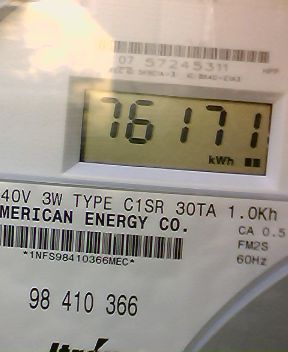 07 57245311
76171
kWh
40V 3W TYPE C1SR 30TA 1.0Kh
MERICAN ENERGY CO.
CA 0.5
FM2S
*1NFS98410366MEC*
60Hz
98 410 366
Itrón